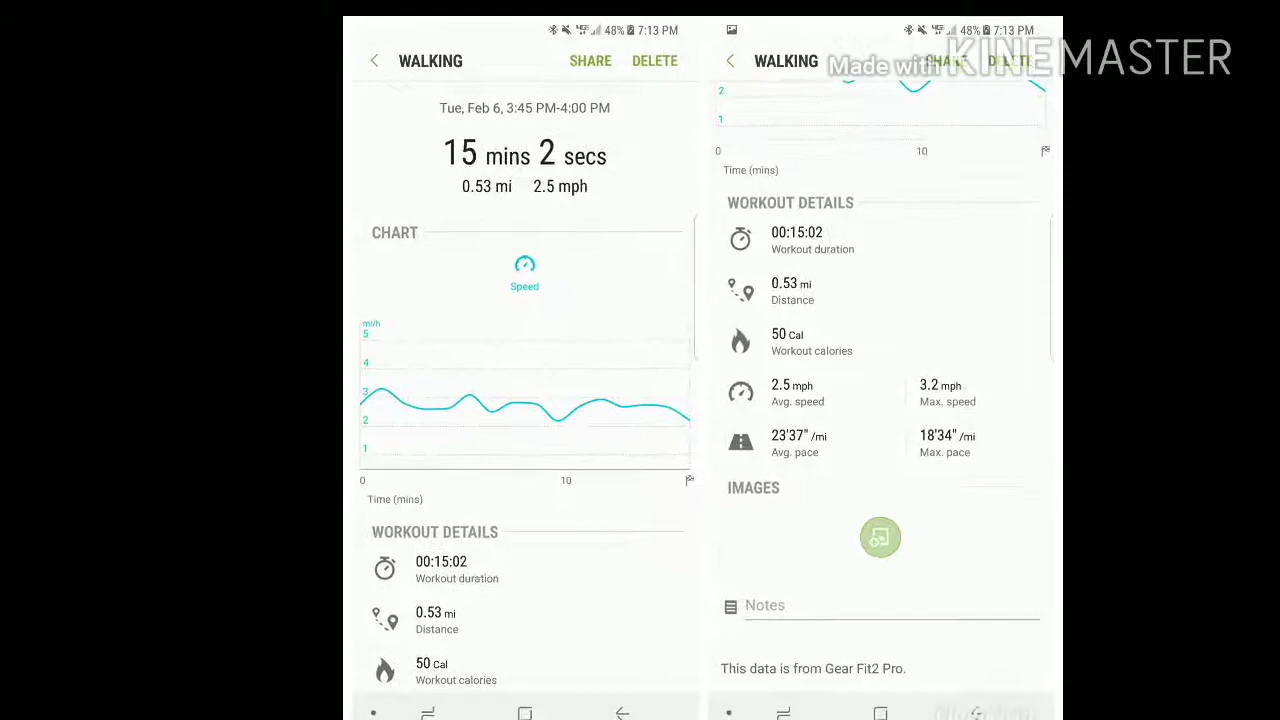 48% 7:13 PM
WALKING SHARE DELETE
Tue, Feb 6, 3:45 PM-4:00 PM
15 mins 2 secs
0.53 mi 2.5 mph
CHART
Speed
mi/h
5
4
3
2
1
0 10
Time (mins)
WORKOUT DETAILS
00:15:02
Workout duration
0.53 mi
Distance
50 Cal
Workout calories
48% 7:13 PM
WALKING SHARE DELETE
Made with KINEMASTER
2
1
0 10
Time (mins)
WORKOUT DETAILS
00:15:02
Workout duration
0.53 mi
Distance
50 Cal
Workout calories
2.5 mph 3.2 mph
Avg. speed Max. speed
23'37" /mi 18'34" /mi
Avg. pace Max. pace
IMAGES
Notes
This data is from Gear Fit2 Pro.